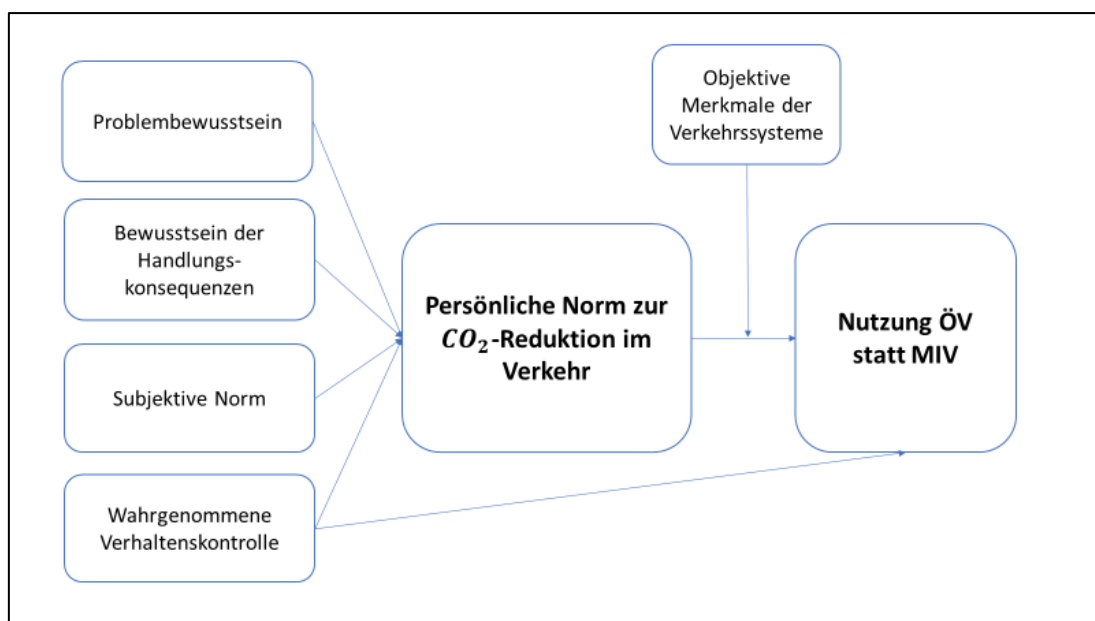 Problembewusstsein
Bewusstsein der
Handlungs-
konsequenzen
Subjektive Norm
Wahrgenommene
Verhaltenskontrolle
Persönliche Norm zur
CO₂-Reduktion im
Verkehr
Objektive
Merkmale der
Verkehrssysteme
Nutzung ÖV
statt MIV